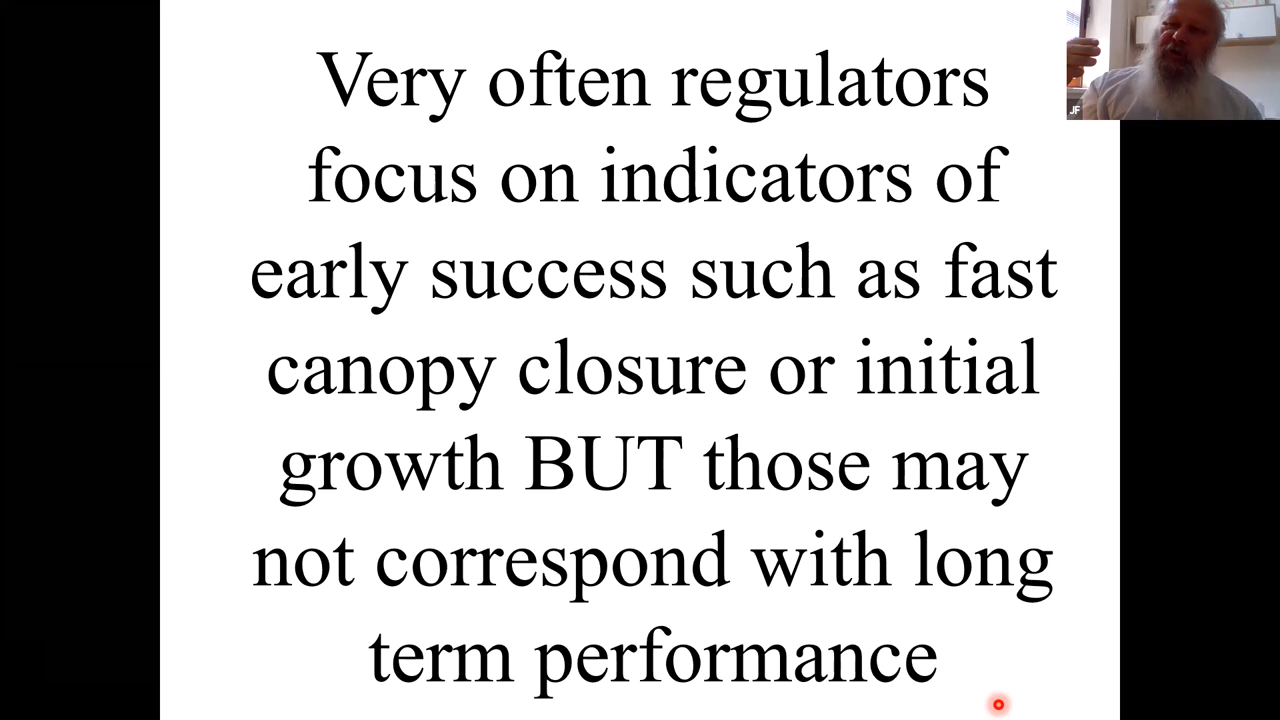 Very often regulators
focus on indicators of
early success such as fast
canopy closure or initial
growth BUT those may
not correspond with long
term performance
JF